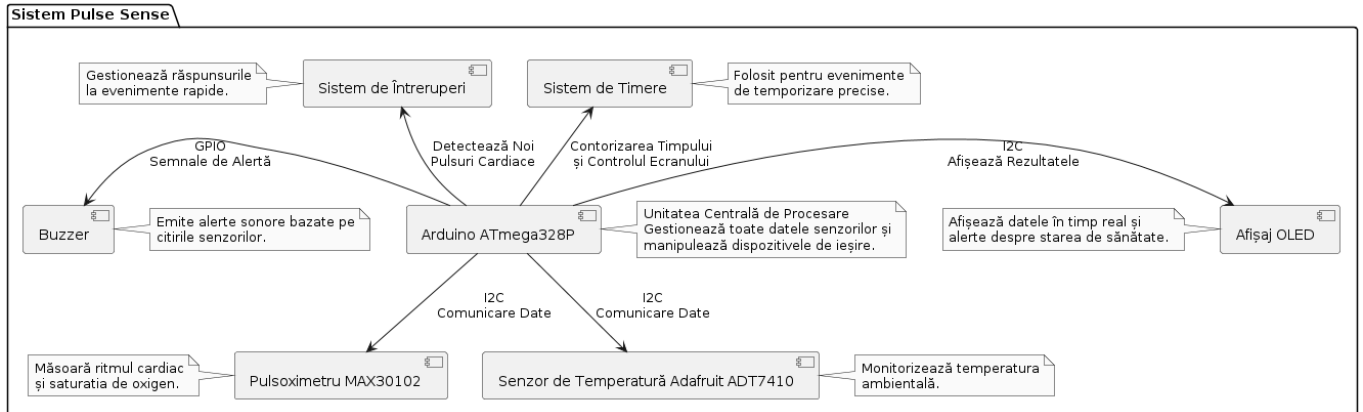 Sistem Pulse Sense
Gestionează răspunsurile
la evenimente rapide.
Sistem de Întreruperi
Sistem de Timere
Folosit pentru evenimente
de temporizare precise.
GPIO
Semnale de Alertă
Detectează Noi
Pulsuri Cardiace
Contorizarea Timpului
și Controlul Ecranului
I2C
Afișează Rezultatele
Buzzer
Emite alerte sonore bazate pe
citirile senzorilor.
Arduino ATmega328P
Unitatea Centrală de Procesare
Gestionează toate datele senzorilor și
manipulează dispozitivele de ieșire.
Afișează datele în timp real și
alerte despre starea de sănătate.
Afișaj OLED
I2C
Comunicare Date
I2C
Comunicare Date
Măsoară ritmul cardiac
și saturatia de oxigen.
Pulsoximetru MAX30102
Senzor de Temperatură Adafruit ADT7410
Monitorizează temperatura
ambientală.